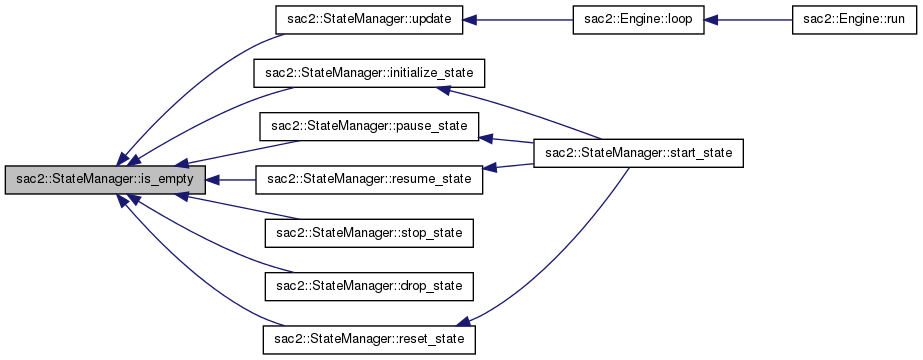 sac2::StateManager::update
sac2::Engine::loop
sac2::Engine::run
sac2::StateManager::initialize_state
sac2::StateManager::pause_state
sac2::StateManager::start_state
sac2::StateManager::is_empty
sac2::StateManager::resume_state
sac2::StateManager::stop_state
sac2::StateManager::drop_state
sac2::StateManager::reset_state